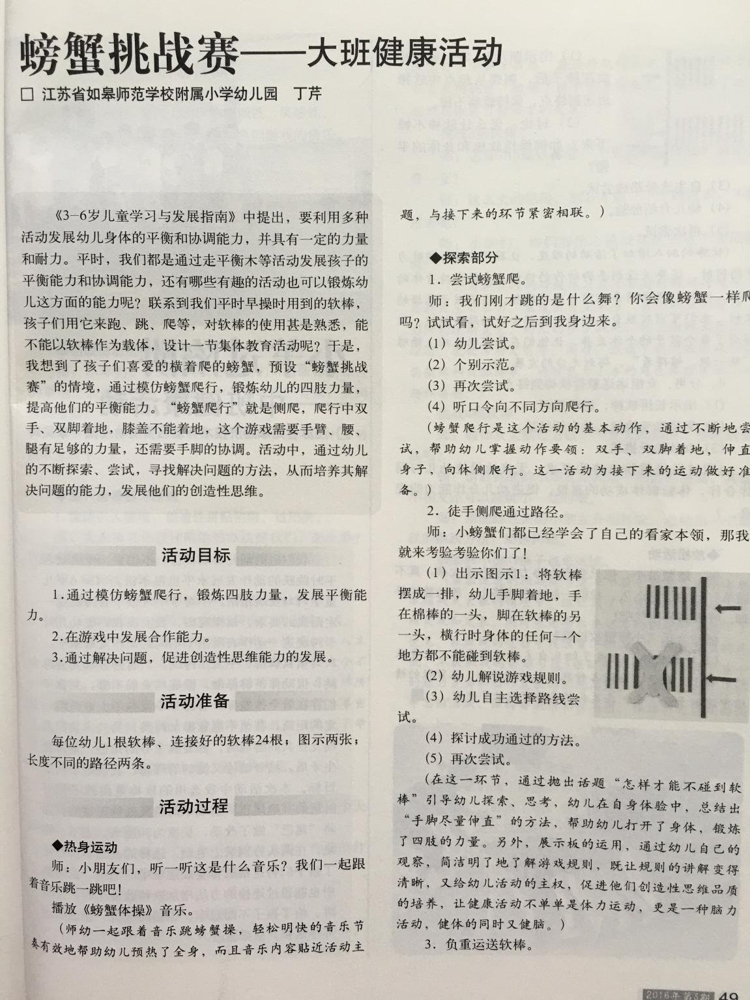 螃蟹挑战赛——大班健康活动
□ 江苏省如皋师范学校附属小学幼儿园 丁芹
《3-6岁儿童学习与发展指南》中提出，要利用多种
活动发展幼儿身体的平衡和协调能力，并具有一定的力量
和耐力。平时，我们都是通过走平衡木等活动发展孩子的
平衡能力和协调能力，还有哪些有趣的活动也可以锻炼幼
儿这方面的能力呢？联系到我们平时早操时用到的软棒，
孩子们用它来跑、跳、爬等，对软棒的使用甚是熟悉，能
不能以软棒作为载体，设计一节集体教育活动呢？于是，
我想到了孩子们喜爱的横着爬的螃蟹，预设“螃蟹挑战
赛”的情境，通过模仿螃蟹爬行，锻炼幼儿的四肢力量，
提高他们的平衡能力。“螃蟹爬行”就是侧爬，爬行中双
手、双脚着地，膝盖不能着地，这个游戏需要手臂、腰、
腿有足够的力量，还需要手脚的协调。活动中，通过幼儿
的不断探索、尝试，寻找解决问题的方法，从而培养其解
决问题的能力，发展他们的创造性思维。
活动目标
1.通过模仿螃蟹爬行，锻炼四肢力量，发展平衡能
力。
2.在游戏中发展合作能力。
3.通过解决问题，促进创造性思维能力的发展。
活动准备
每位幼儿1根软棒、连接好的软棒24根；图示两张；
长度不同的路径两条。
活动过程
◆热身运动
师：小朋友们，听一听这是什么音乐？我们一起跟
着音乐跳一跳吧！
播放《螃蟹体操》音乐。
（师幼一起跟着音乐跳螃蟹操，轻松明快的音乐节
奏有效地帮助幼儿预热了全身，而且音乐内容贴近活动主
题，与接下来的环节紧密相联。）
◆探索部分
1．尝试螃蟹爬。
师：我们刚才跳的是什么舞？你会像螃蟹一样爬
吗？试试看，试好之后到我身边来。
（1）幼儿尝试。
（2）个别示范。
（3）再次尝试。
（4）听口令向不同方向爬行。
（螃蟹爬行是这个活动的基本动作，通过不断地尝
试，帮助幼儿掌握动作要领：双手、双脚着地，伸直
身子，向体侧爬行。这一活动为接下来的运动做好准
备。）
2．徒手侧爬通过路径。
师：小螃蟹们都已经学会了自己的看家本领，那我
就来考验考验你们了！
（1）出示图示1：将软棒
摆成一排，幼儿手脚着地，手
在棉棒的一头，脚在软棒的另
一头，横行时身体的任何一个
地方都不能碰到软棒。
（2）幼儿解说游戏规则。
（3）幼儿自主选择路线尝
试。
（4）探讨成功通过的方法。
（5）再次尝试。
（在这一环节，通过抛出话题“怎样才能不碰到软
棒”引导幼儿探索、思考，幼儿在自身体验中，总结出
“手脚尽量伸直”的方法，帮助幼儿打开了身体，锻炼
了四肢的力量。另外，展示板的运用，通过幼儿自己的
观察，简洁明了地了解游戏规则，既让规则的讲解变得
清晰，又给幼儿活动的主权，促进他们创造性思维品质
的培养，让健康活动不单单是体力运动，更是一种脑力
活动，健体的同时又健脑。）
3．负重运送软棒。
2016年第3期 49